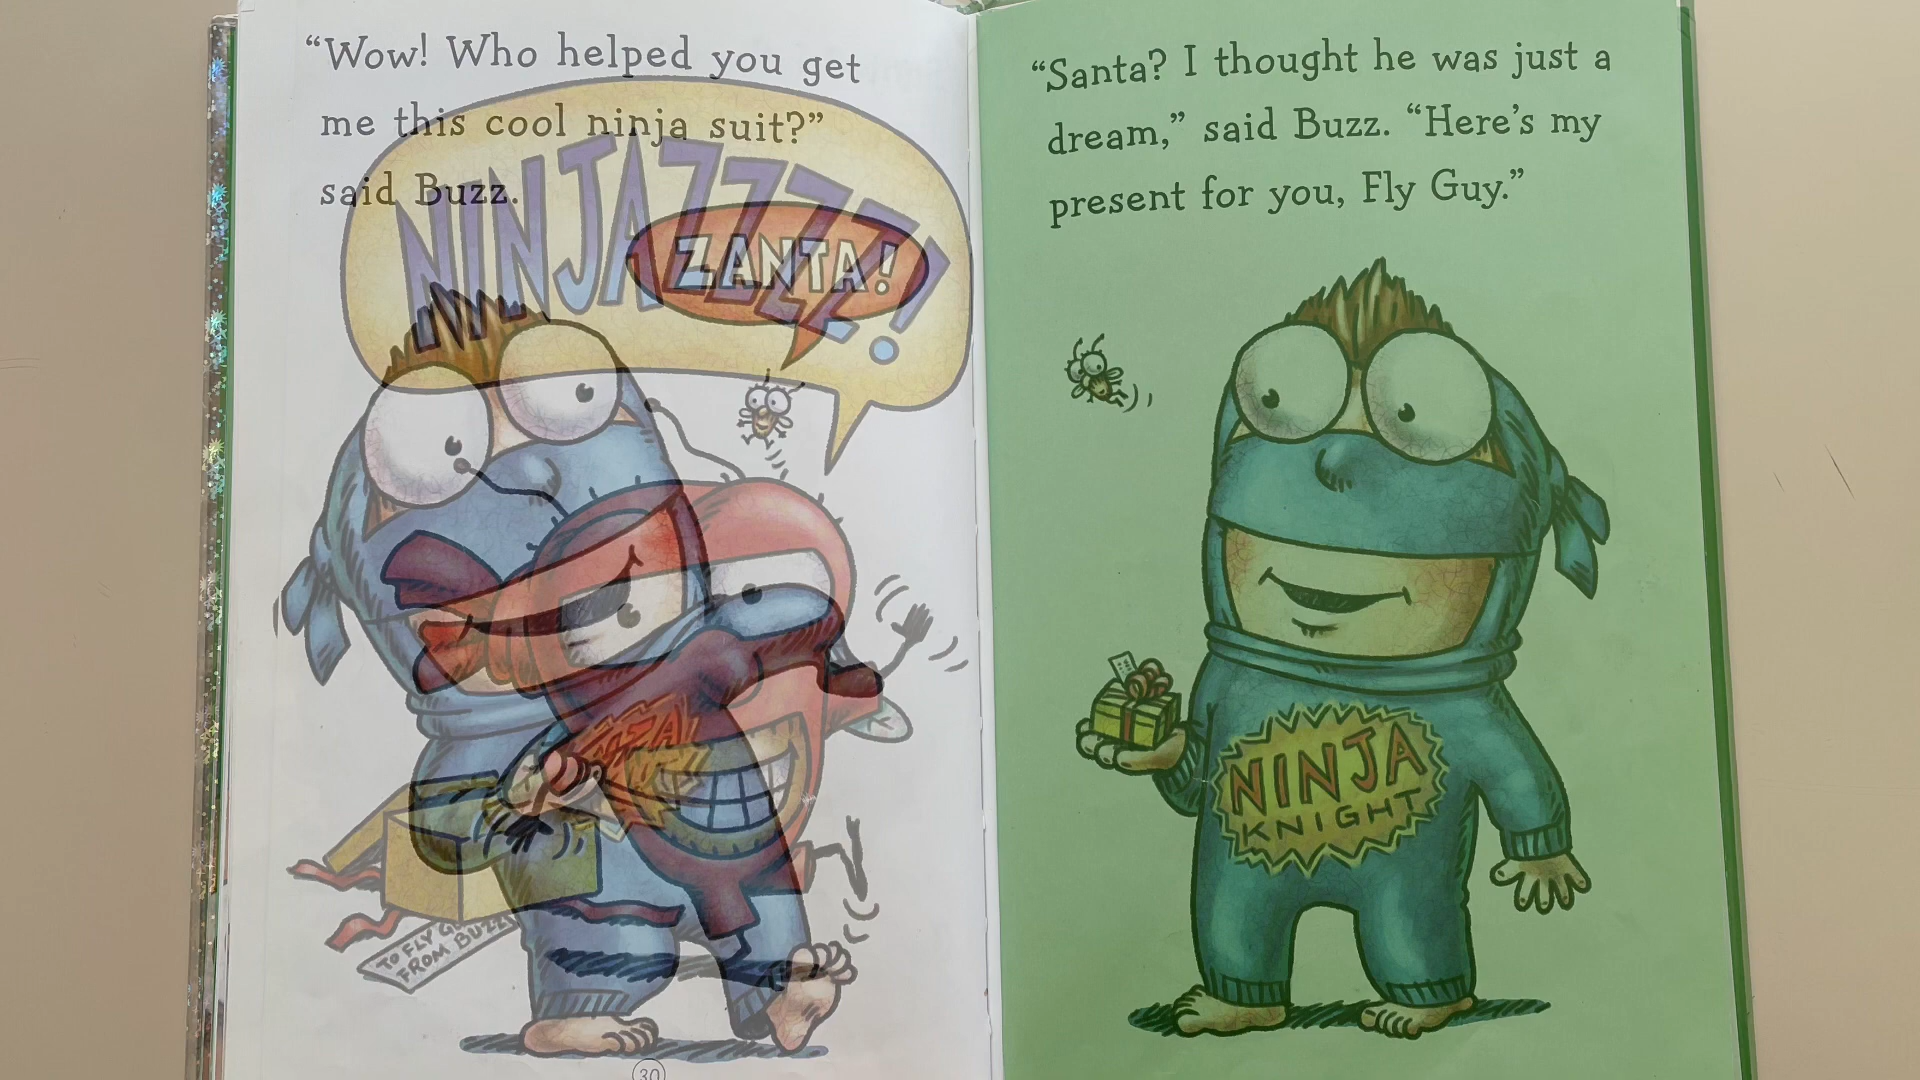 “Wow! Who helped you get
me this cool ninja suit?”
said Buzz.
NINJAZZZZ!
ZANTA!
TO FLY
FROM BUZZ
30
“Santa? I thought he was just a
dream,” said Buzz. “Here’s my
present for you, Fly Guy.”
NINJA
KNIGHT